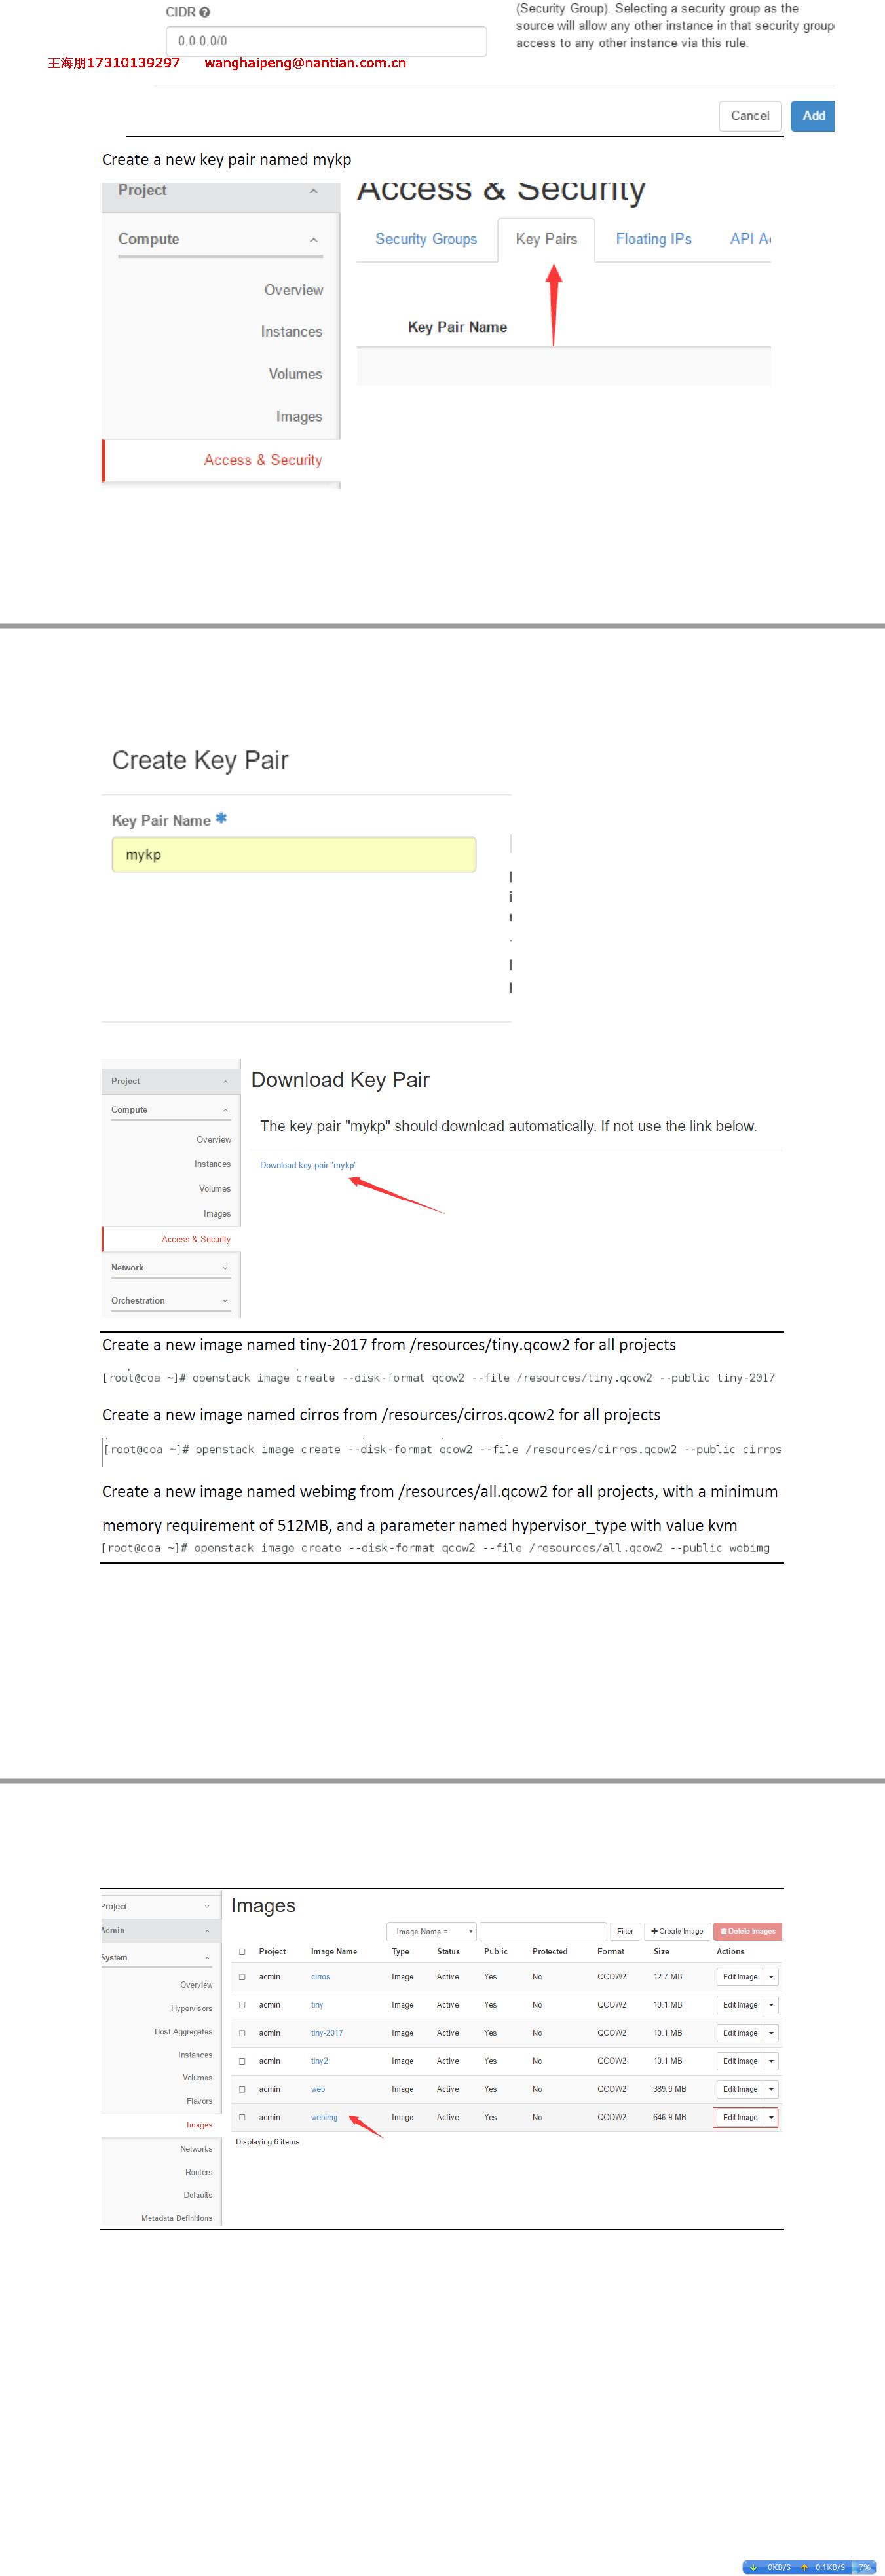 CIDR
(Security Group). Selecting a security group as the
source will allow any other instance in that security group
access to any other instance via this rule.
0.0.0.0/0
王海朋17310139297 wanghaipeng@nantian.com.cn
Cancel Add
Create a new key pair named mykp
Project
Access & Security
Compute
Security Groups Key Pairs Floating IPs API A
Overview
Instances
Key Pair Name
Volumes
Images
Access & Security
Create Key Pair
Key Pair Name *
mykp
Project
Download Key Pair
Compute
The key pair "mykp" should download automatically. If not use the link below.
Overview
Instances
Download key pair "mykp"
Volumes
Images
Access & Security
Network
Orchestration
Create a new image named tiny-2017 from /resources/tiny.qcow2 for all projects
[root@coa ~]# openstack image create --disk-format qcow2 --file /resources/tiny.qcow2 --public tiny-2017
Create a new image named cirros from /resources/cirros.qcow2 for all projects
[root@coa ~]# openstack image create --disk-format qcow2 --file /resources/cirros.qcow2 --public cirros
Create a new image named webimg from /resources/all.qcow2 for all projects, with a minimum
memory requirement of 512MB, and a parameter named hypervisor_type with value kvm
[root@coa ~]# openstack image create --disk-format qcow2 --file /resources/all.qcow2 --public webimg
Project
Admin
System
Overview
Hypervisors
Host Aggregates
Instances
Volumes
Flavors
Images
Networks
Routers
Defaults
Metadata Definitions
Images
Image Name = Filter Create Image Delete Images
Project Image Name Type Status Public Protected Format Size Actions
admin cirros Image Active Yes No QCOW2 12.7 MB Edit Image
admin tiny Image Active Yes No QCOW2 10.1 MB Edit Image
admin tiny-2017 Image Active Yes No QCOW2 10.1 MB Edit Image
admin tiny2 Image Active Yes No QCOW2 10.1 MB Edit Image
admin web Image Active Yes No QCOW2 389.9 MB Edit Image
admin webimg Image Active Yes No QCOW2 646.9 MB Edit Image
Displaying 6 items
0KB/S 0.1KB/S 7%